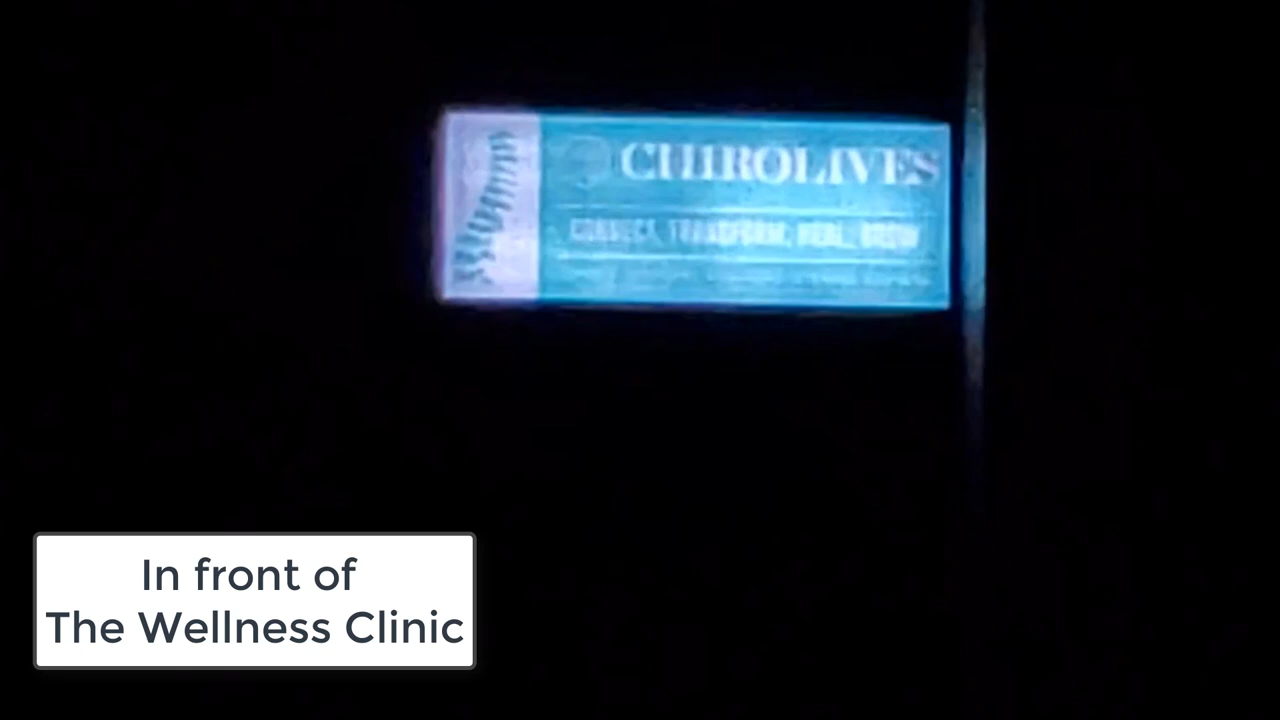 CHIROLIVES
CONNECT, TRANSFORM, HEAL, GROW
In front of
The Wellness Clinic